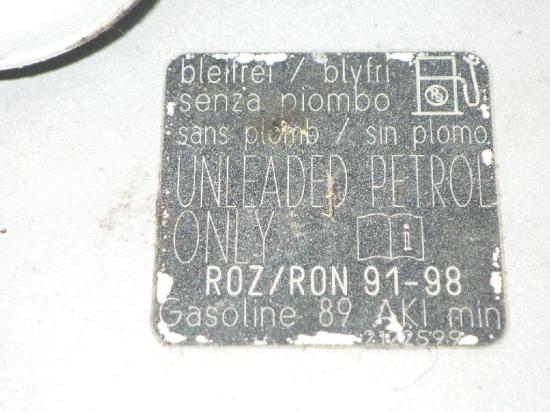 bleifrei / blyfri
senza piombo
sans plomb / sin plomo
UNLEADED PETROL
ONLY
i
ROZ/RON 91-98
Gasoline 89 AKI min